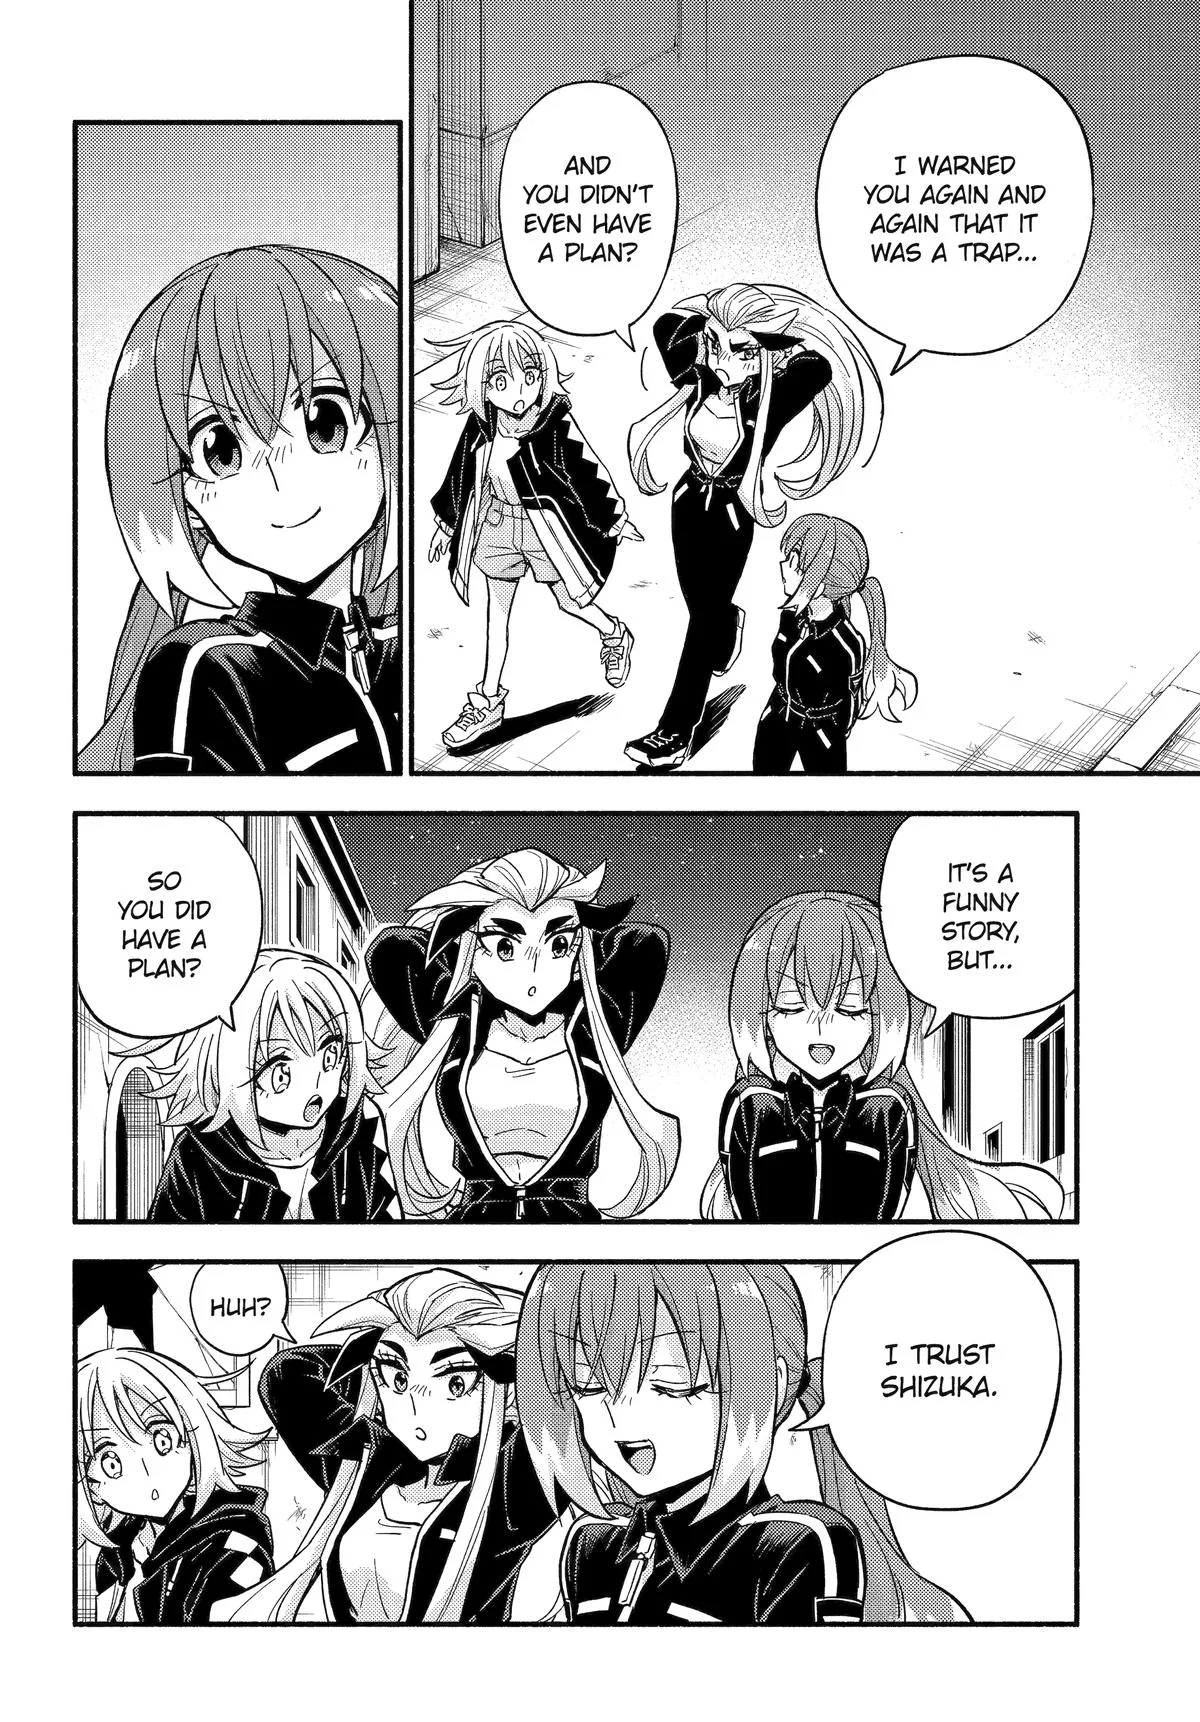 I WARNED
YOU AGAIN AND
AGAIN THAT IT
WAS A TRAP...
AND
YOU DIDN'T
EVEN HAVE
A PLAN?
IT'S A
FUNNY
STORY,
BUT...
SO
YOU DID
HAVE A
PLAN?
I TRUST
SHIZUKA.
HUH?